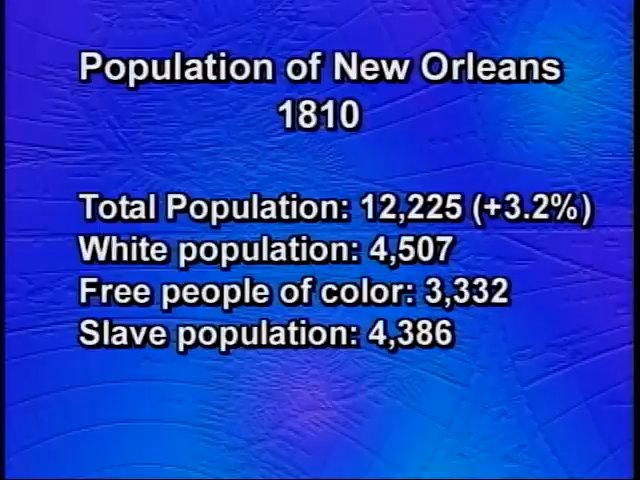 Population of New Orleans
1810
Total Population: 12,225 (+3.2%)
White population: 4,507
Free people of color: 3,332
Slave population: 4,386